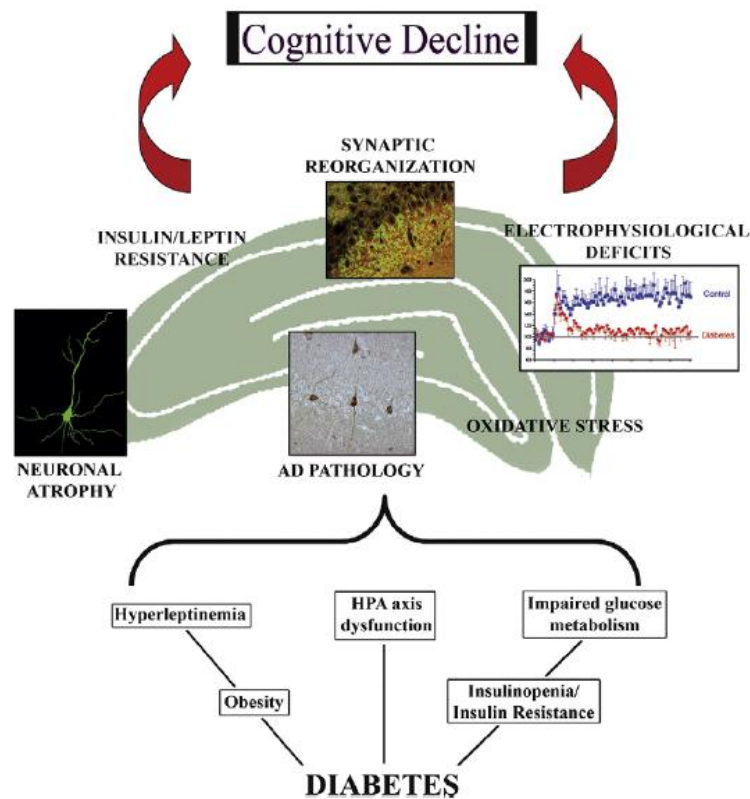 Cognitive Decline
SYNAPTIC
REORGANIZATION
INSULIN/LEPTIN
RESISTANCE
ELECTROPHYSIOLOGICAL
DEFICITS
Control
Diabetes
OXIDATIVE STRESS
NEURONAL
ATROPHY
AD PATHOLOGY
Hyperleptinemia
HPA axis
dysfunction
Impaired glucose
metabolism
Obesity
Insulinopenia/
Insulin Resistance
DIABETES